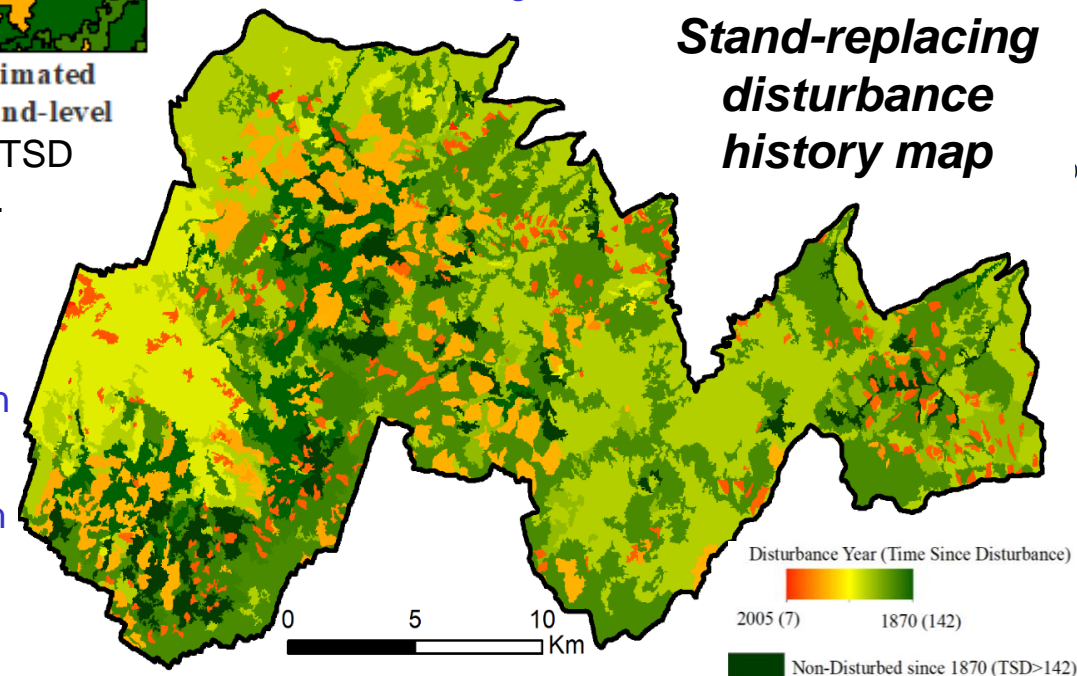 Stand-replacing
disturbance
history map
imated
nd-level
TSD
0 5 10
Km
Disturbance Year (Time Since Disturbance)
2005 (7) 1870 (142)
Non-Disturbed since 1870 (TSD>142)